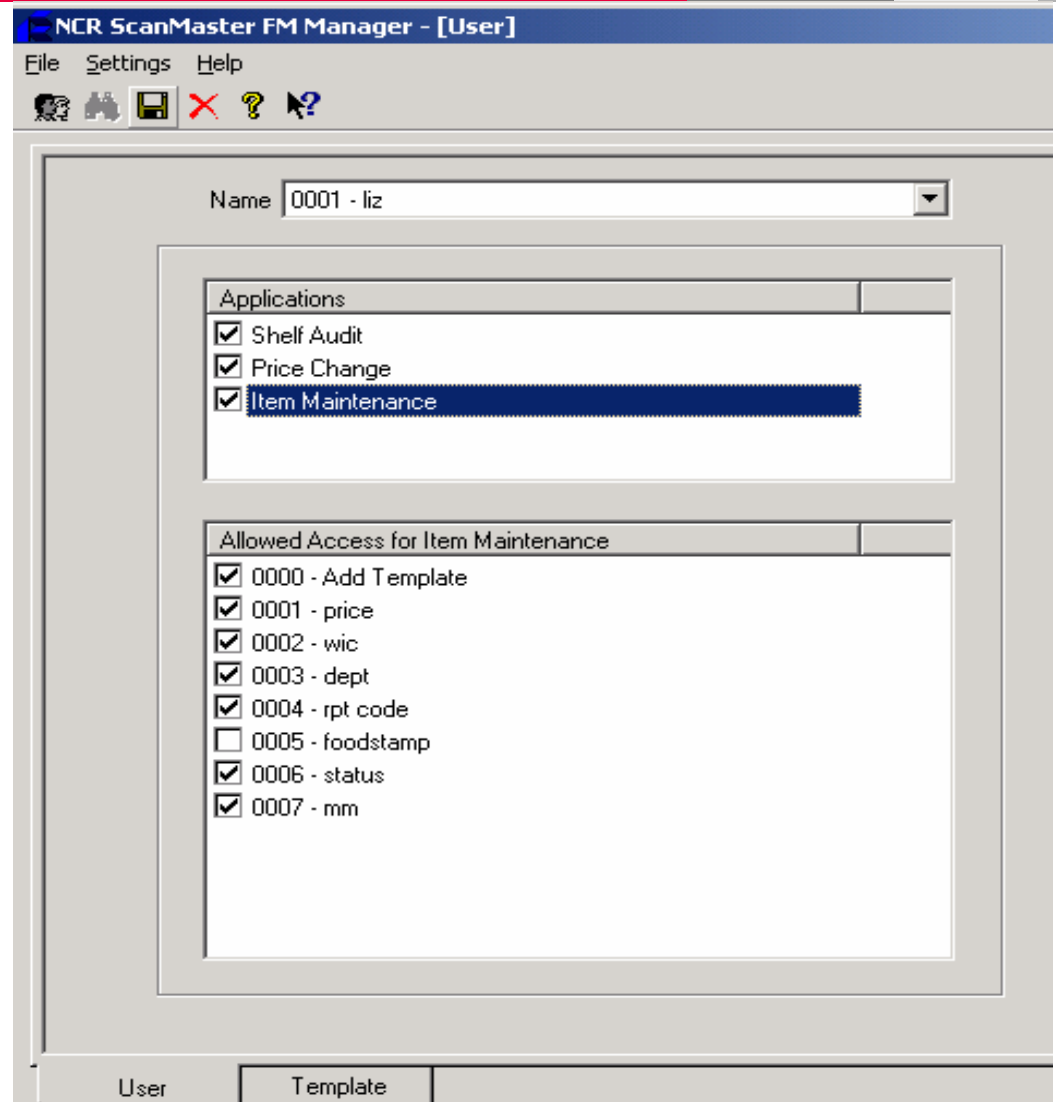 NCR ScanMaster FM Manager - [User]
File Settings Help
Name 0001 - liz
Applications
Shelf Audit
Price Change
Item Maintenance
Allowed Access for Item Maintenance
0000 - Add Template
0001 - price
0002 - wic
0003 - dept
0004 - rpt code
0005 - foodstamp
0006 - status
0007 - mm
User Template